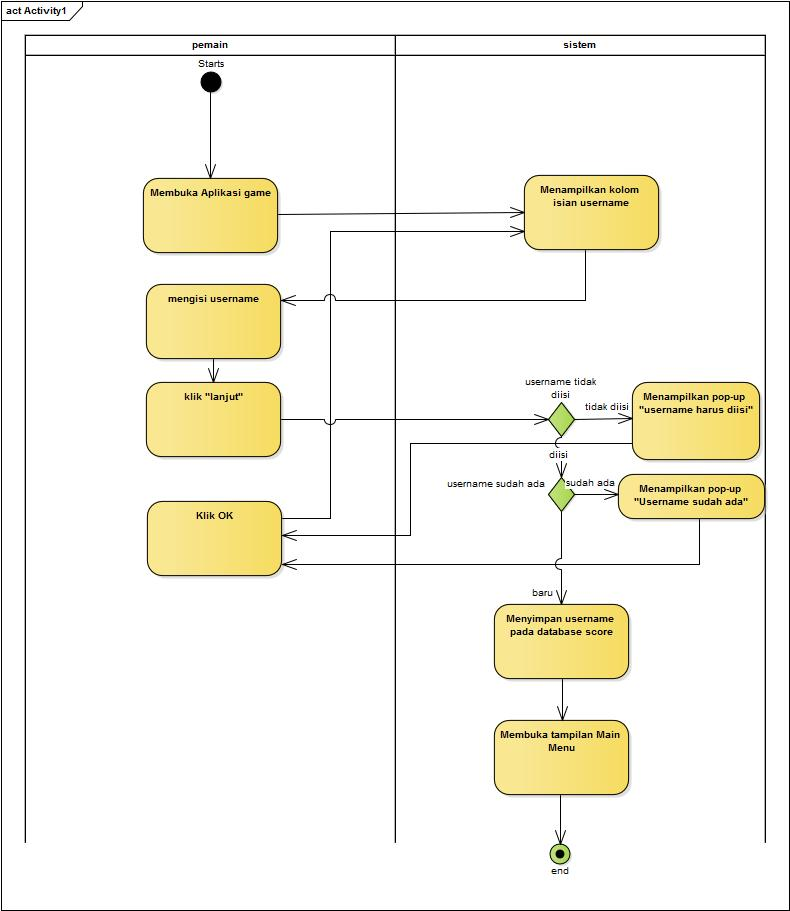 act Activity1
pemain
sistem
Starts
Membuka Aplikasi game
Menampilkan kolom
isian username
mengisi username
klik "lanjut"
username tidak
diisi
tidak diisi
Menampilkan pop-up
"username harus diisi"
diisi
username sudah ada
sudah ada
Menampilkan pop-up
"Username sudah ada"
Klik OK
baru
Menyimpan username
pada database score
Membuka tampilan Main
Menu
end